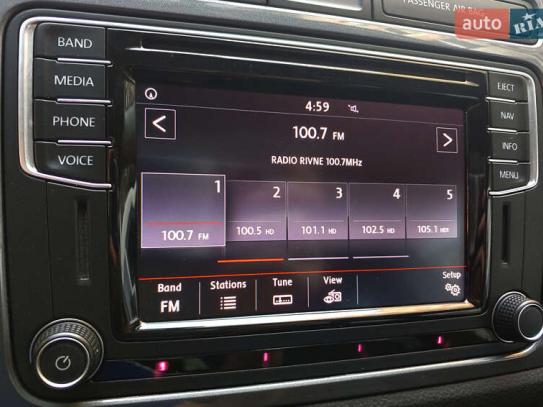 PASSENGER AIR BAG
auto RIA
BAND
MEDIA
PHONE
VOICE
EJECT
NAV
INFO
MENU
4:59
100.7 FM
RADIO RIVNE 100.7MHz
1
100.7 FM
2
100.5 HD
3
101.1 HD
4
102.5 HD
5
105.1
Band
FM
Stations
Tune
View
Setup